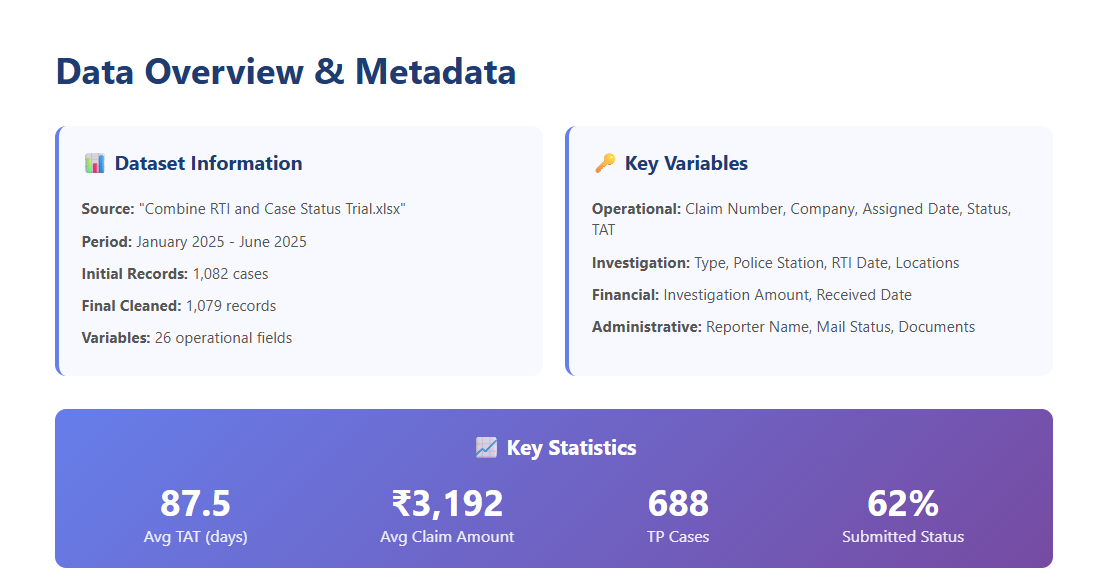 Data Overview & Metadata
Dataset Information
Source: "Combine RTI and Case Status Trial.xlsx"
Period: January 2025 - June 2025
Initial Records: 1,082 cases
Final Cleaned: 1,079 records
Variables: 26 operational fields
Key Variables
Operational: Claim Number, Company, Assigned Date, Status,
TAT
Investigation: Type, Police Station, RTI Date, Locations
Financial: Investigation Amount, Received Date
Administrative: Reporter Name, Mail Status, Documents
Key Statistics
87.5
Avg TAT (days)
₹3,192
Avg Claim Amount
688
TP Cases
62%
Submitted Status